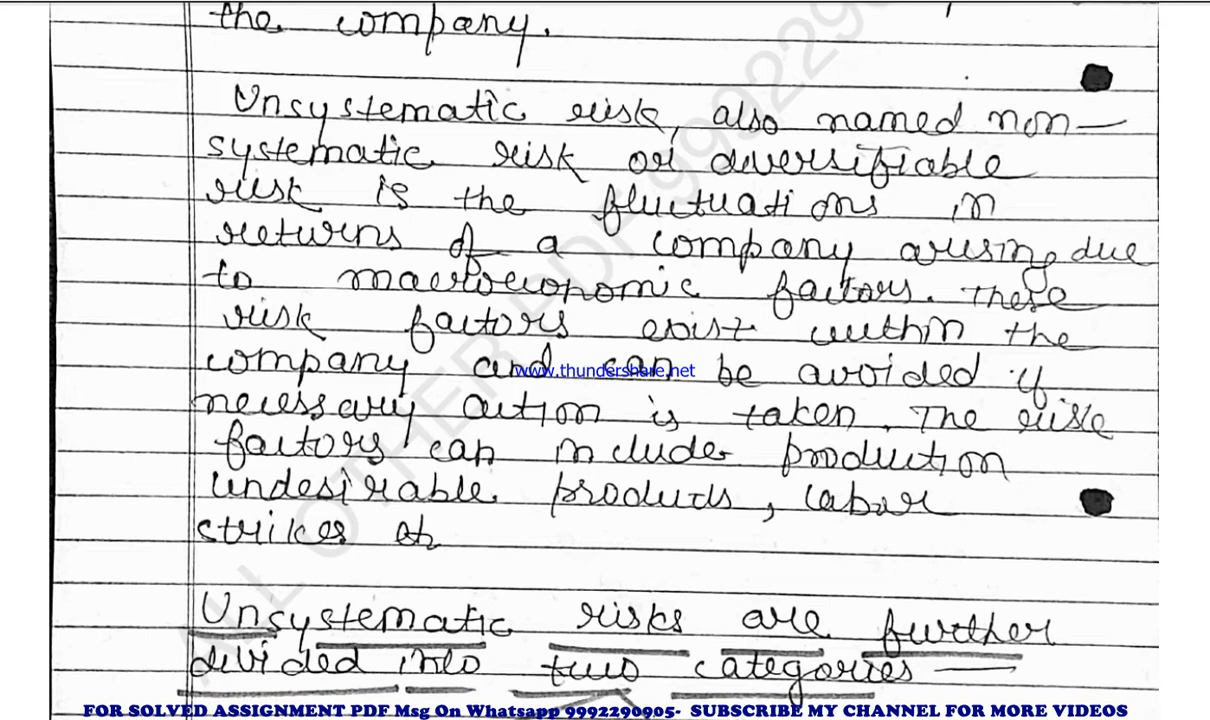 the company.
Unsystematic risk, also named non-
systematic risk or diversifiable
risk is the fluctuations in
returns of a company arising due
to macroeconomic factors. These
risk factors exist within the
company and can be avoided if
www.thundershare.net
necessary action is taken. The risk
factors can include production
undesirable products, labor
strikes etc
Unsystematic risks are further
divided into two categories —
FOR SOLVED ASSIGNMENT PDF Msg On Whatsapp 9992290905- SUBSCRIBE MY CHANNEL FOR MORE VIDEOS